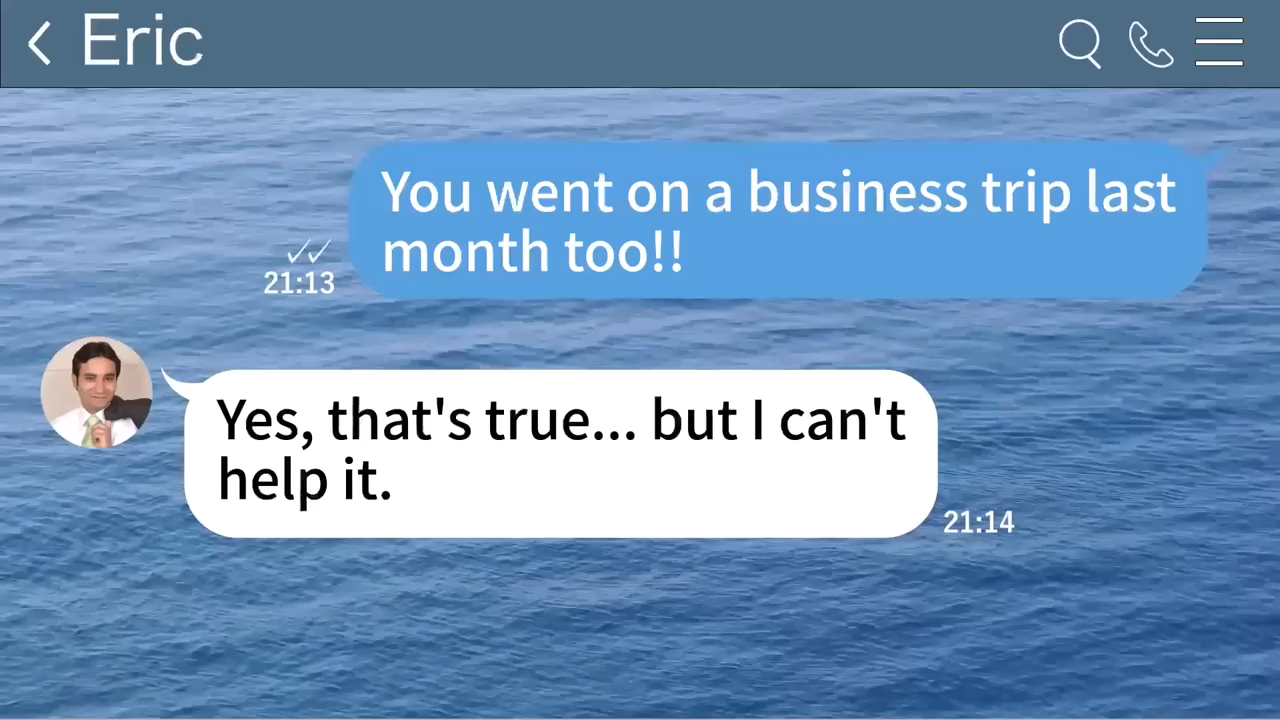 Eric
You went on a business trip last
month too!!
21:13
Yes, that's true... but I can't
help it.
21:14